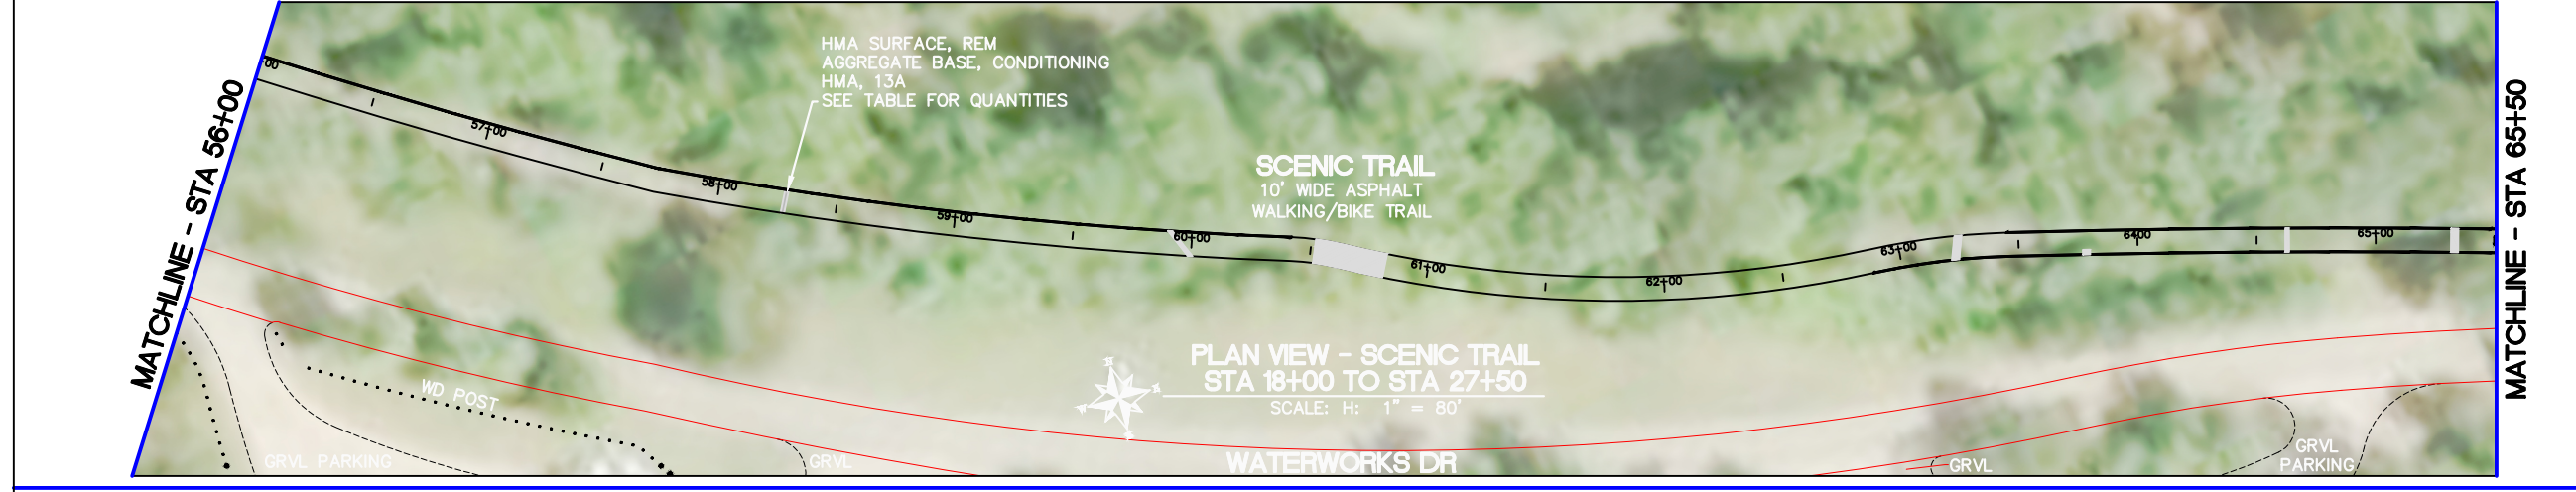 HMA SURFACE, REM
AGGREGATE BASE, CONDITIONING
HMA, 13A
SEE TABLE FOR QUANTITIES
MATCHLINE - STA 56+00
00
57+00
58+00
59+00
60+00
61+00
62+00
63+00
6400
65+00
SCENIC TRAIL
10' WIDE ASPHALT
WALKING/BIKE TRAIL
MATCHLINE - STA 65+50
PLAN VIEW - SCENIC TRAIL
STA 18+00 TO STA 27+50
SCALE: H: 1" = 80'
WD POST
GRVL PARKING
GRVL
WATERWORKS DR
GRVL
GRVL
PARKING